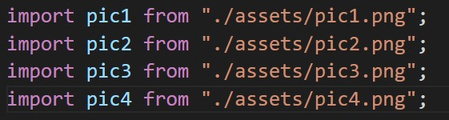 import pic1 from "./assets/pic1.png";
import pic2 from "./assets/pic2.png";
import pic3 from "./assets/pic3.png";
import pic4 from "./assets/pic4.png";